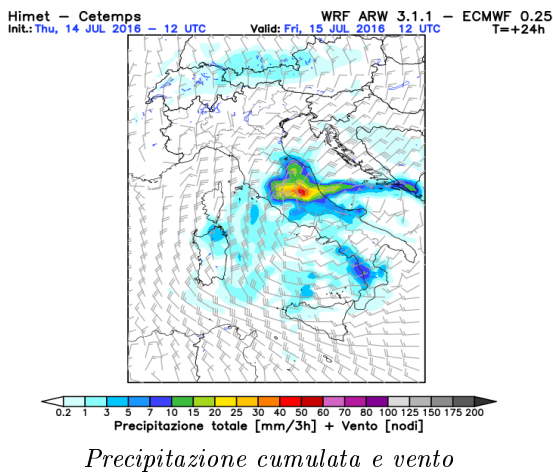 Himet − Cetemps WRF ARW 3.1.1 − ECMWF 0.25
Init.: Thu, 14 JUL 2016 − 12 UTC Valid: Fri, 15 JUL 2016 12 UTC T=+24h
0.2 1 3 5 7 10 15 20 25 30 40 50 60 70 80 100 125 150 175 200
Precipitazione totale [mm/3h] + Vento [nodi]
Precipitazione cumulata e vento